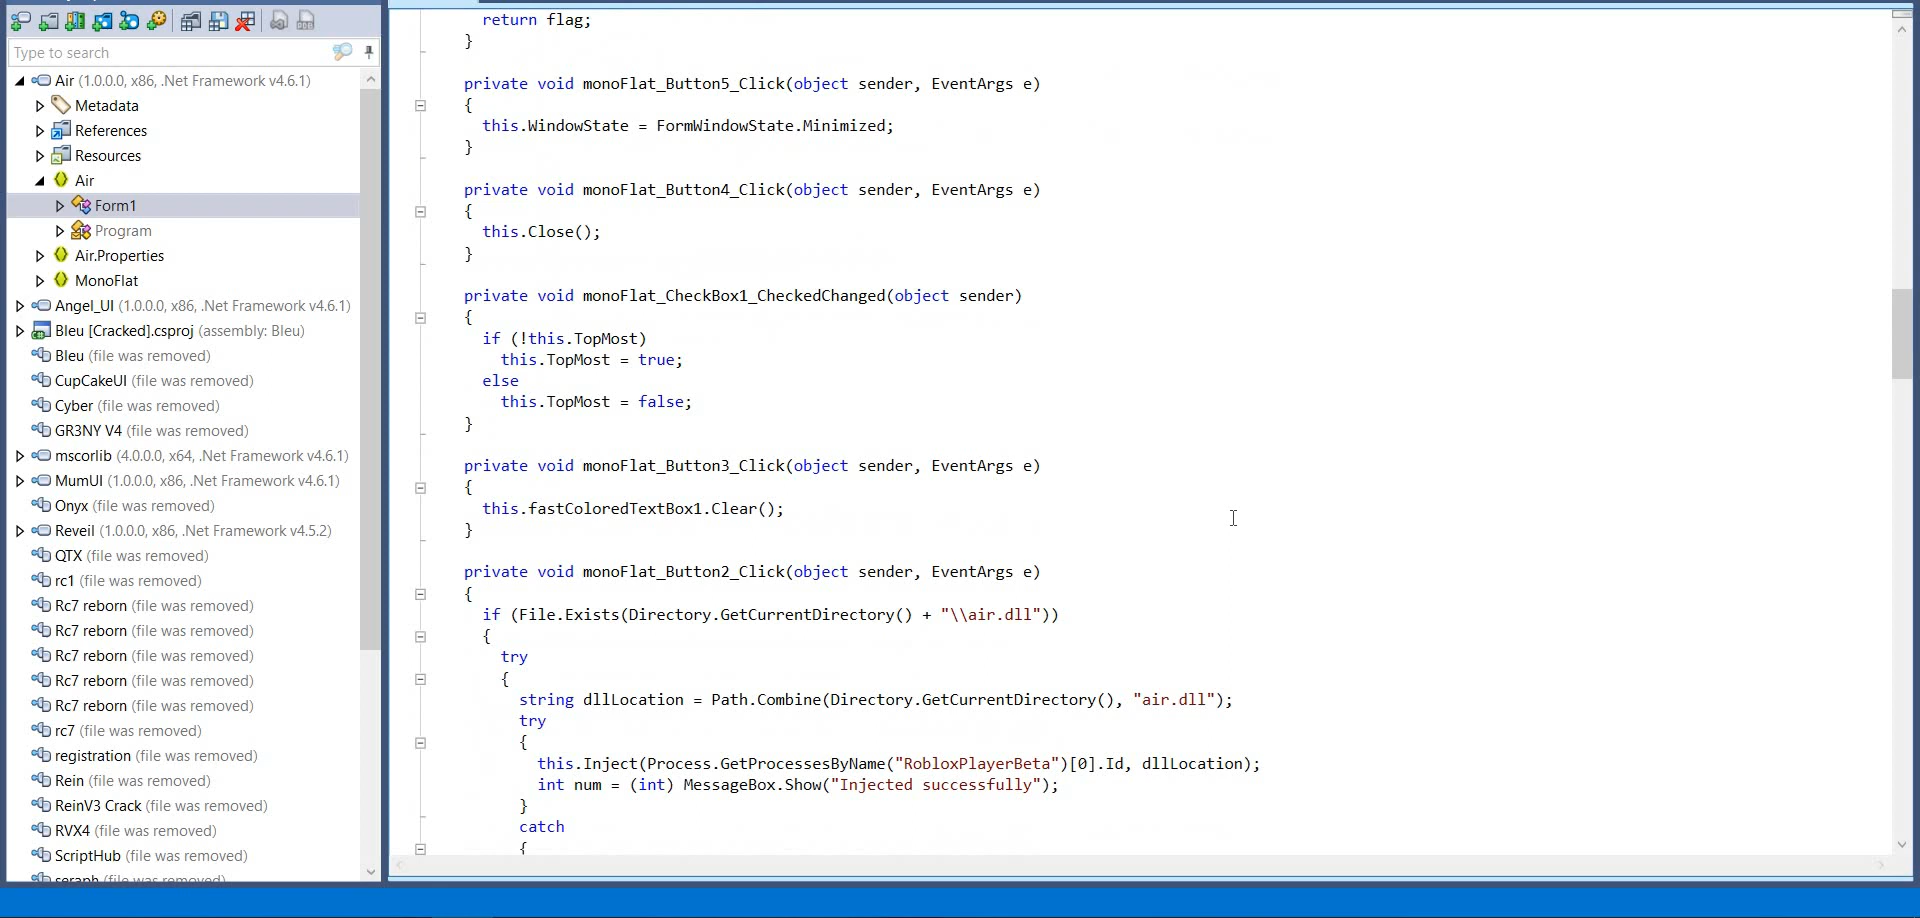 Type to search
Air (1.0.0.0, x86, .Net Framework v4.6.1)
Metadata
References
Resources
Air
Form1
Program
Air.Properties
MonoFlat
Angel_UI (1.0.0.0, x86, .Net Framework v4.6.1)
Bleu [Cracked].csproj (assembly: Bleu)
Bleu (file was removed)
CupCakeUI (file was removed)
Cyber (file was removed)
GR3NY V4 (file was removed)
mscorlib (4.0.0.0, x64, .Net Framework v4.6.1)
MumUI (1.0.0.0, x86, .Net Framework v4.6.1)
Onyx (file was removed)
Reveil (1.0.0.0, x86, .Net Framework v4.5.2)
QTX (file was removed)
rc1 (file was removed)
Rc7 reborn (file was removed)
Rc7 reborn (file was removed)
Rc7 reborn (file was removed)
Rc7 reborn (file was removed)
Rc7 reborn (file was removed)
rc7 (file was removed)
registration (file was removed)
Rein (file was removed)
ReinV3 Crack (file was removed)
RVX4 (file was removed)
ScriptHub (file was removed)
seraph (file was removed)
return flag;
}
private void monoFlat_Button5_Click(object sender, EventArgs e)
{
this.WindowState = FormWindowState.Minimized;
}
private void monoFlat_Button4_Click(object sender, EventArgs e)
{
this.Close();
}
private void monoFlat_CheckBox1_CheckedChanged(object sender)
{
if (!this.TopMost)
this.TopMost = true;
else
this.TopMost = false;
}
private void monoFlat_Button3_Click(object sender, EventArgs e)
{
this.fastColoredTextBox1.Clear();
}
private void monoFlat_Button2_Click(object sender, EventArgs e)
{
if (File.Exists(Directory.GetCurrentDirectory() + "\\air.dll"))
{
try
{
string dllLocation = Path.Combine(Directory.GetCurrentDirectory(), "air.dll");
try
{
this.Inject(Process.GetProcessesByName("RobloxPlayerBeta")[0].Id, dllLocation);
int num = (int) MessageBox.Show("Injected successfully");
}
catch
{